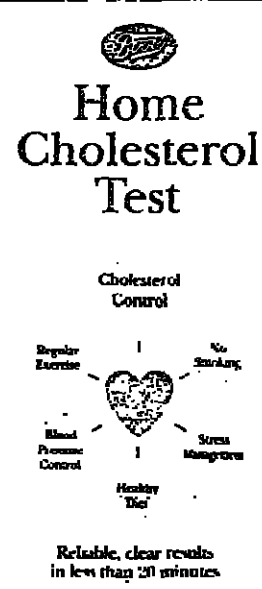 Boots
Home
Cholesterol
Test
Cholesterol
Control
Regular
Exercise
No
Smoking
Blood
Pressure
Control
Stress
Management
Healthy
Diet
Reliable, clear results
in less than 20 minutes